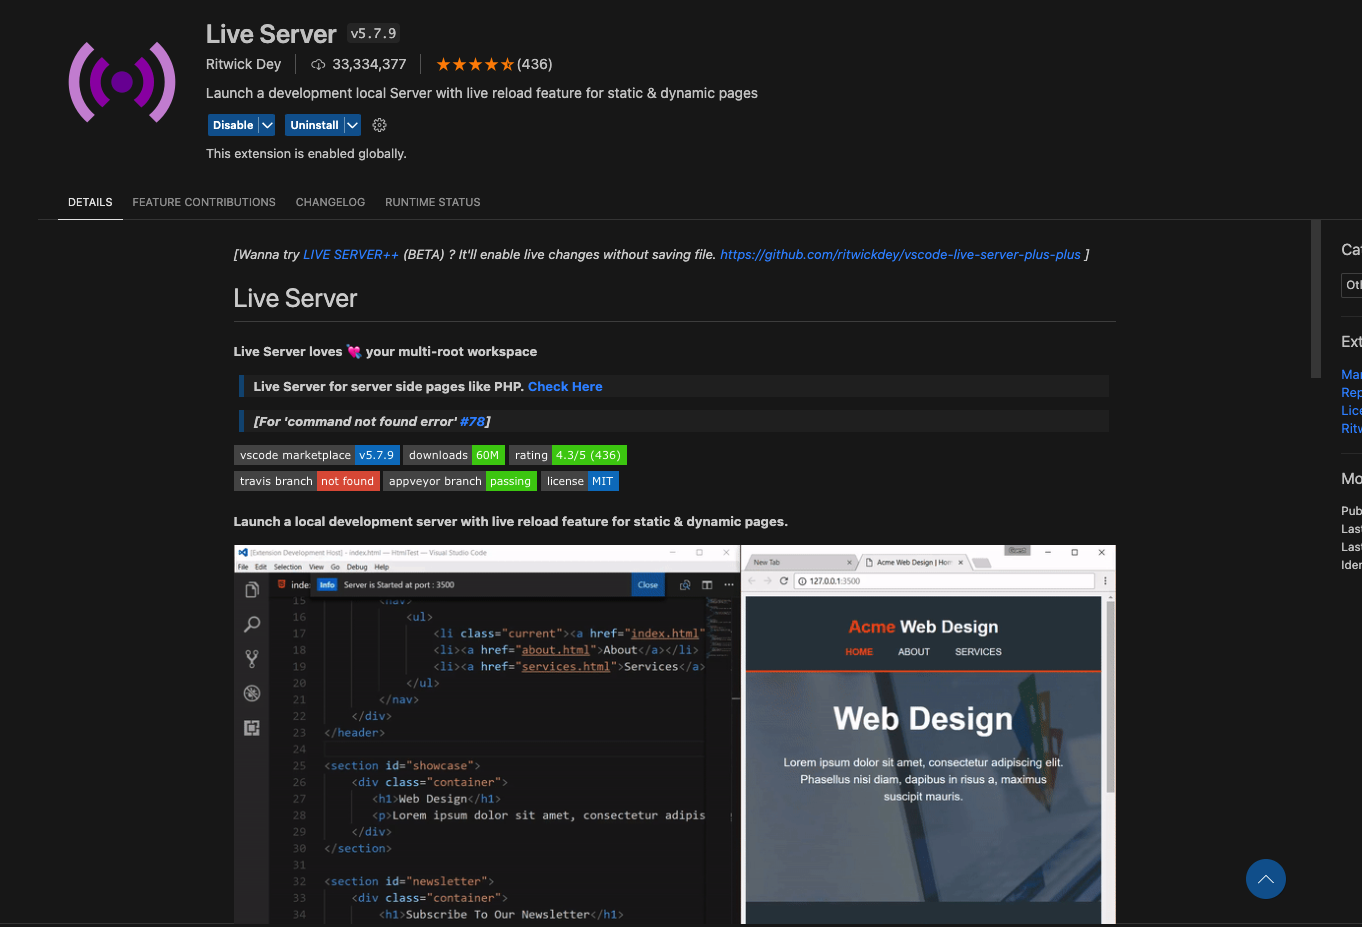 Live Server v5.7.9
Ritwick Dey 33,334,377 (436)
Launch a development local Server with live reload feature for static & dynamic pages
Disable Uninstall
This extension is enabled globally.
DETAILS FEATURE CONTRIBUTIONS CHANGELOG RUNTIME STATUS
[Wanna try LIVE SERVER++ (BETA) ? It'll enable live changes without saving file. https://github.com/ritwickdey/vscode-live-server-plus-plus ]
Live Server
Live Server loves 💘 your multi-root workspace
Live Server for server side pages like PHP. Check Here
[For 'command not found error' #78]
vscode marketplace v5.7.9 downloads 60M rating 4.3/5 (436)
travis branch not found appveyor branch passing license MIT
Launch a local development server with live reload feature for static & dynamic pages.
[Extension Development Host] - index.html — HtmlTest — Visual Studio Code
File Edit Selection View Go Debug Help
inde: Info Server is Started at port : 3500 Close
15 <nav>
16 <ul>
17 <li class="current"><a href="index.html"
18 <li><a href="about.html">About</a></li>
19 <li><a href="services.html">Services</a>
20 </ul>
21 </nav>
22 </div>
23 </header>
24
25 <section id="showcase">
26 <div class="container">
27 <h1>Web Design</h1>
28 <p>Lorem ipsum dolor sit amet, consectetur adipis
29 </div>
30 </section>
31
32 <section id="newsletter">
33 <div class="container">
34 <h1>Subscribe To Our Newsletter</h1>
New Tab Acme Web Design | Hom
127.0.0.1:3500
Acme Web Design
HOME ABOUT SERVICES
Web Design
Lorem ipsum dolor sit amet, consectetur adipiscing elit.
Phasellus nisi diam, dapibus in risus a, maximus
suscipit mauris.
Cat
Oth
Ext
Mar
Rep
Lice
Ritw
Mo
Pub
Last
Last
Iden